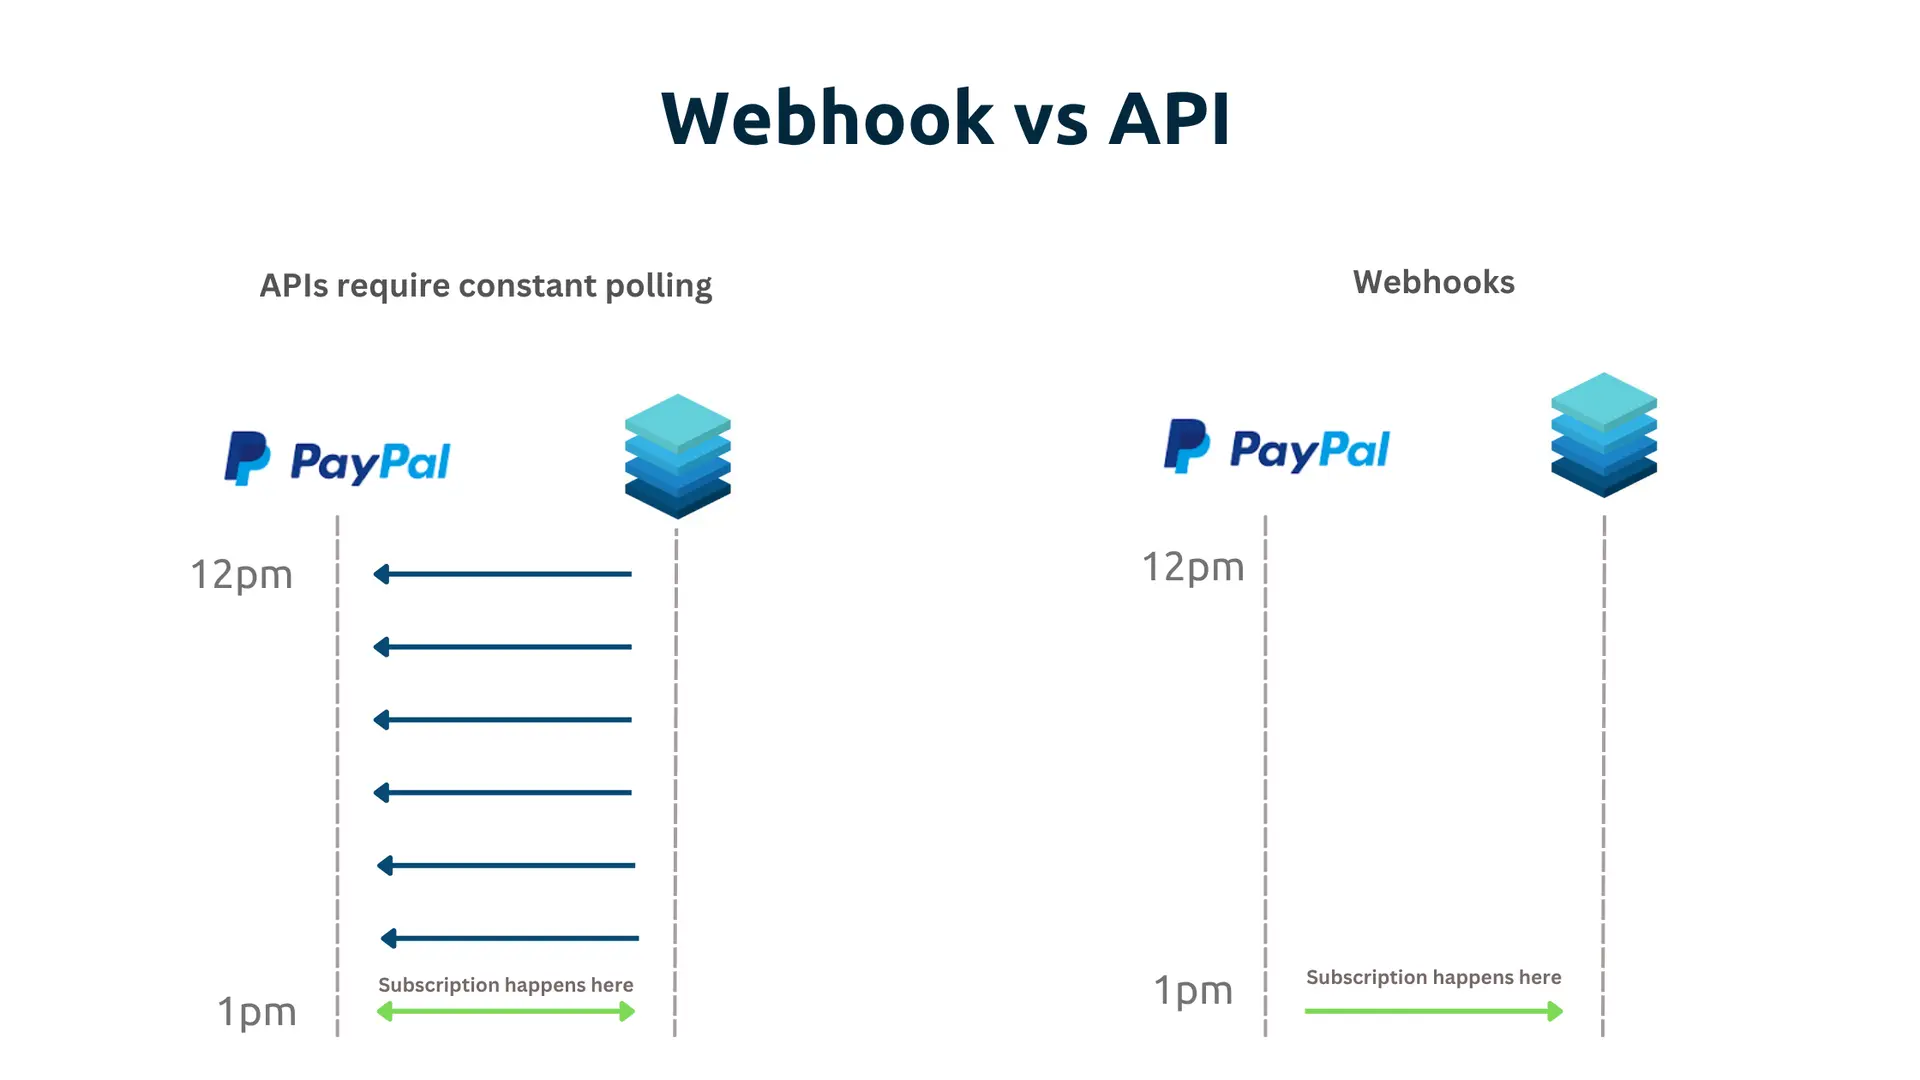 Webhook vs API
APIs require constant polling
PayPal
12pm
Subscription happens here
1pm
Webhooks
PayPal
12pm
Subscription happens here
1pm